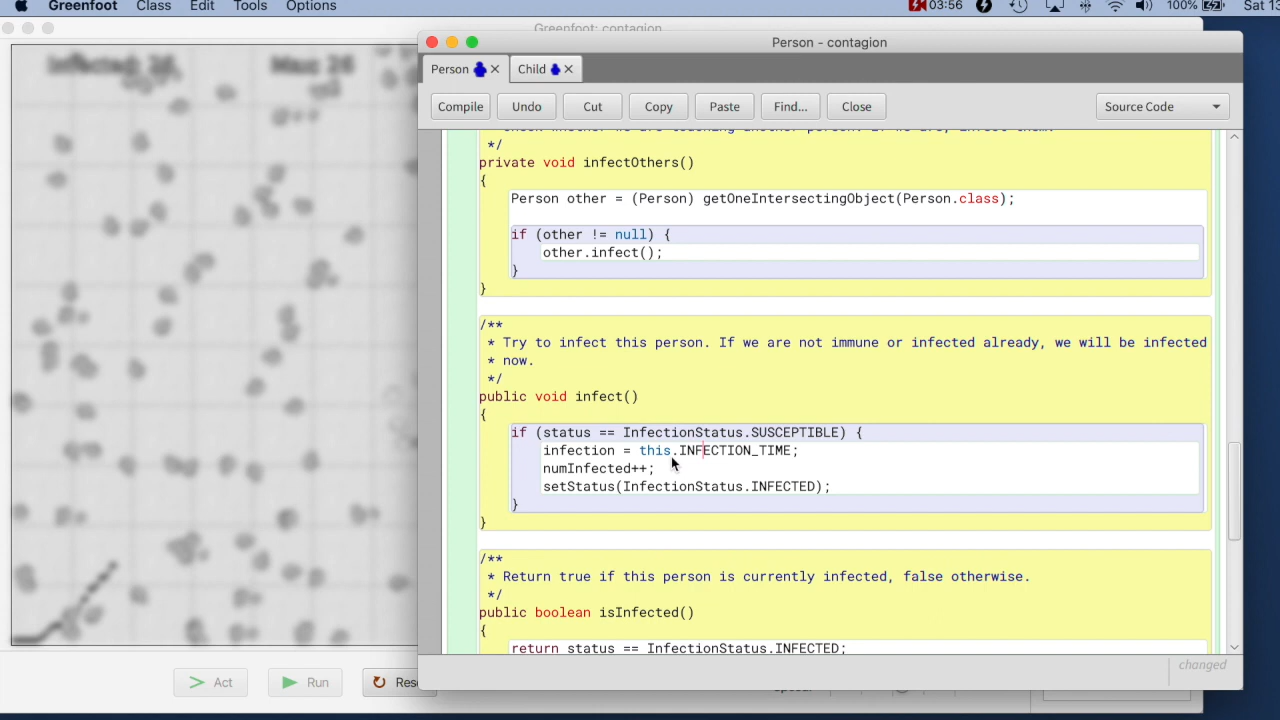 Greenfoot Class Edit Tools Options 03:56 100% Sat 13
Greenfoot: contagion
Infected: 26 Max: 26
Person - contagion
Person Child
Compile Undo Cut Copy Paste Find... Close Source Code
*/
private void infectOthers()
{
Person other = (Person) getOneIntersectingObject(Person.class);
if (other != null) {
other.infect();
}
}
/**
* Try to infect this person. If we are not immune or infected already, we will be infected
* now.
*/
public void infect()
{
if (status == InfectionStatus.SUSCEPTIBLE) {
infection = this.INFECTION_TIME;
numInfected++;
setStatus(InfectionStatus.INFECTED);
}
}
/**
* Return true if this person is currently infected, false otherwise.
*/
public boolean isInfected()
{
return status == InfectionStatus.INFECTED;
changed
Act Run